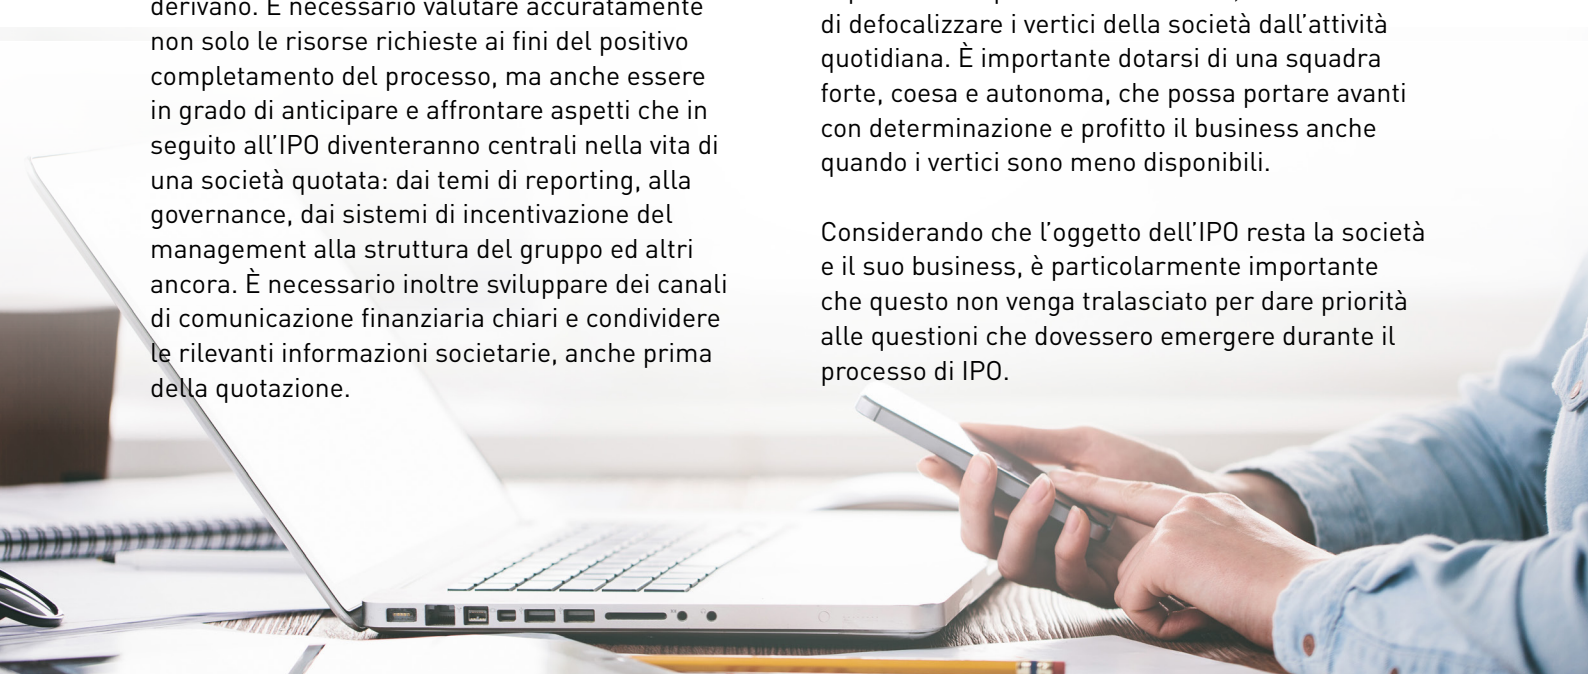 derivano. È necessario valutare accuratamente
non solo le risorse richieste ai fini del positivo
completamento del processo, ma anche essere
in grado di anticipare e affrontare aspetti che in
seguito all’IPO diventeranno centrali nella vita di
una società quotata: dai temi di reporting, alla
governance, dai sistemi di incentivazione del
management alla struttura del gruppo ed altri
ancora. È necessario inoltre sviluppare dei canali
di comunicazione finanziaria chiari e condividere
le rilevanti informazioni societarie, anche prima
della quotazione.
di defocalizzare i vertici della società dall’attività
quotidiana. È importante dotarsi di una squadra
forte, coesa e autonoma, che possa portare avanti
con determinazione e profitto il business anche
quando i vertici sono meno disponibili.
Considerando che l’oggetto dell’IPO resta la società
e il suo business, è particolarmente importante
che questo non venga tralasciato per dare priorità
alle questioni che dovessero emergere durante il
processo di IPO.